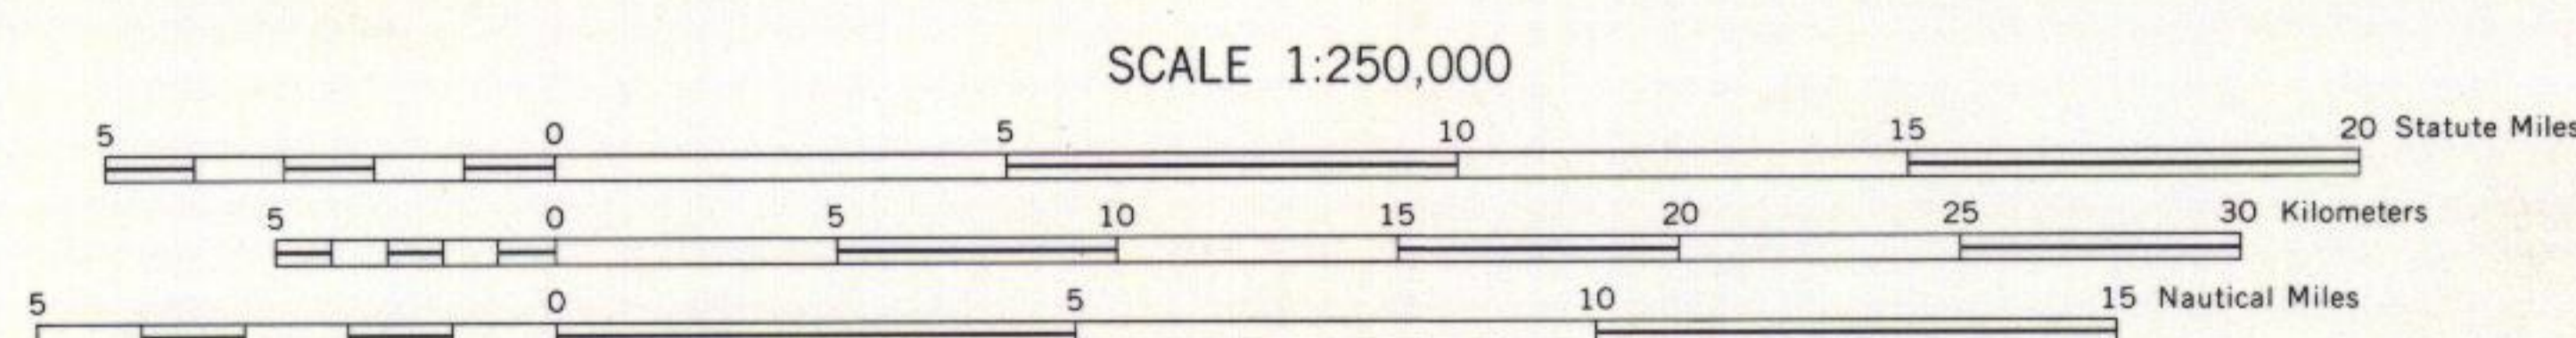 SCALE 1:250,000
5 0 5 10 15 20 Statute Miles
5 0 5 10 15 20 25 30 Kilometers
5 0 5 10 15 Nautical Miles